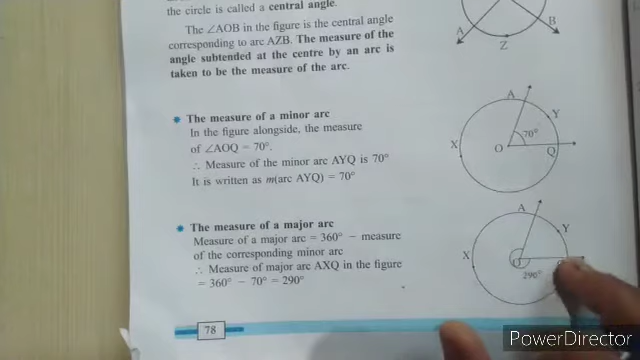 the circle is called a central angle.
The ∠AOB in the figure is the central angle
corresponding to arc AZB. The measure of the
angle subtended at the centre by an arc is
taken to be the measure of the arc.
A
B
Z
The measure of a minor arc
In the figure alongside, the measure
of ∠AOQ = 70°.
∴ Measure of the minor arc AYQ is 70°
It is written as m(arc AYQ) = 70°
A
Y
X
70°
O
Q
The measure of a major arc
Measure of a major arc = 360° − measure
of the corresponding minor arc
∴ Measure of major arc AXQ in the figure
= 360° − 70° = 290°
A
Y
X
O
290°
78
PowerDirector